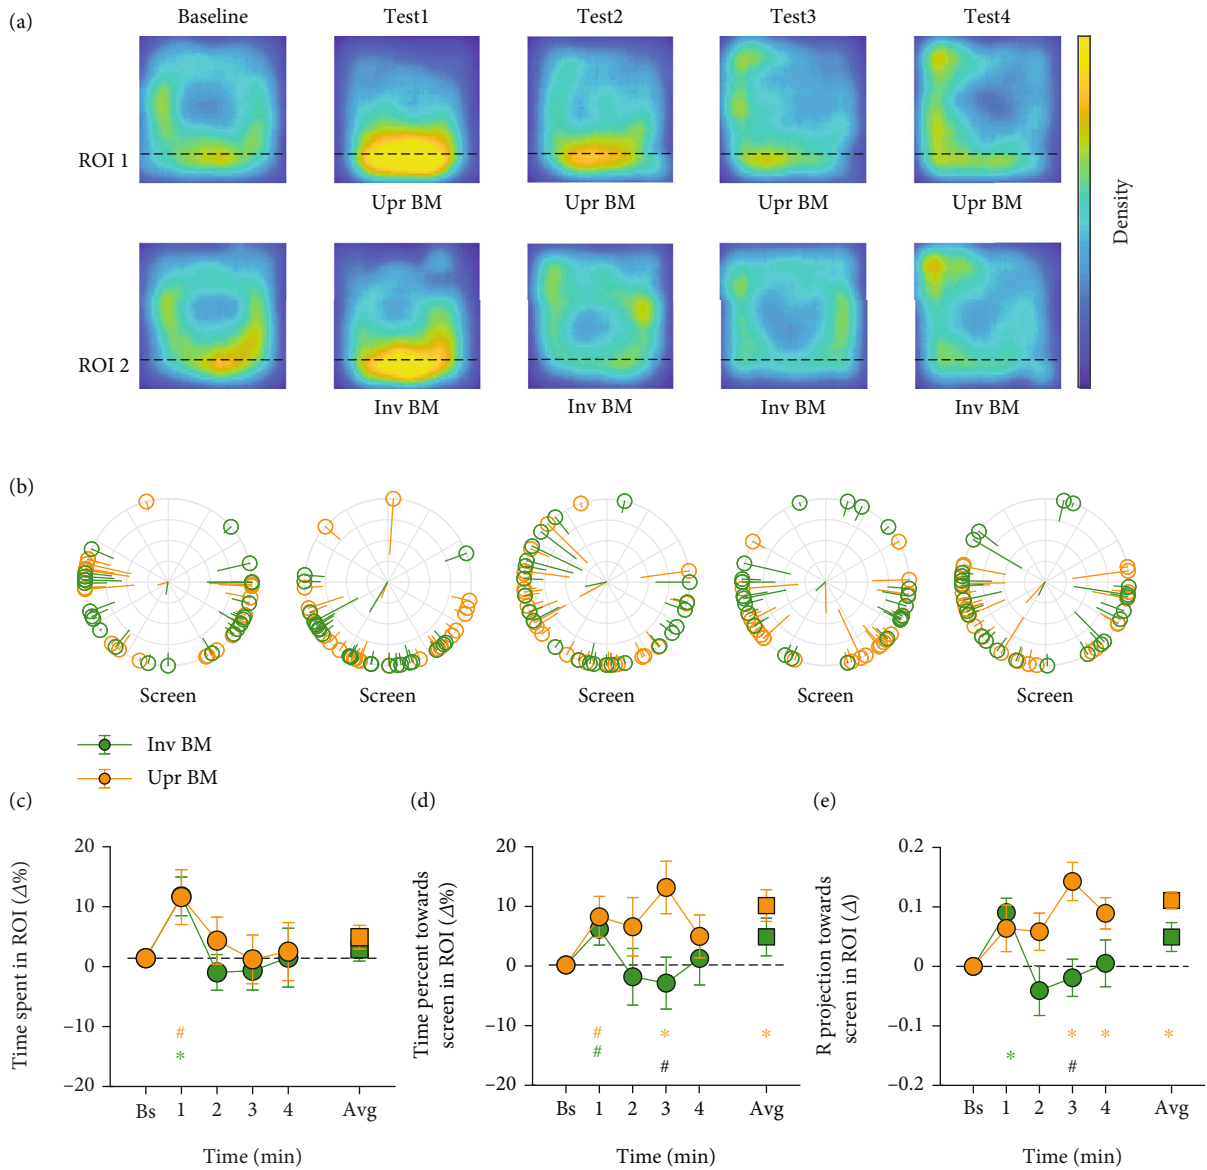 (a)
Baseline Test1 Test2 Test3 Test4
ROI 1
Upr BM Upr BM Upr BM Upr BM
ROI 2
Inv BM Inv BM Inv BM Inv BM
Density
(b)
Screen Screen Screen Screen Screen
Inv BM
Upr BM
(c)
Time spent in ROI (Δ%)
20
10
0
−10
−20
#
*
Bs 1 2 3 4 Avg
Time (min)
(d)
Time percent towards
screen in ROI (Δ%)
20
10
0
−10
−20
# * *
#
#
Bs 1 2 3 4 Avg
Time (min)
(e)
R projection towards
screen in ROI (Δ)
0.2
0.1
0
−0.1
−0.2
* * *
*
#
Bs 1 2 3 4 Avg
Time (min)